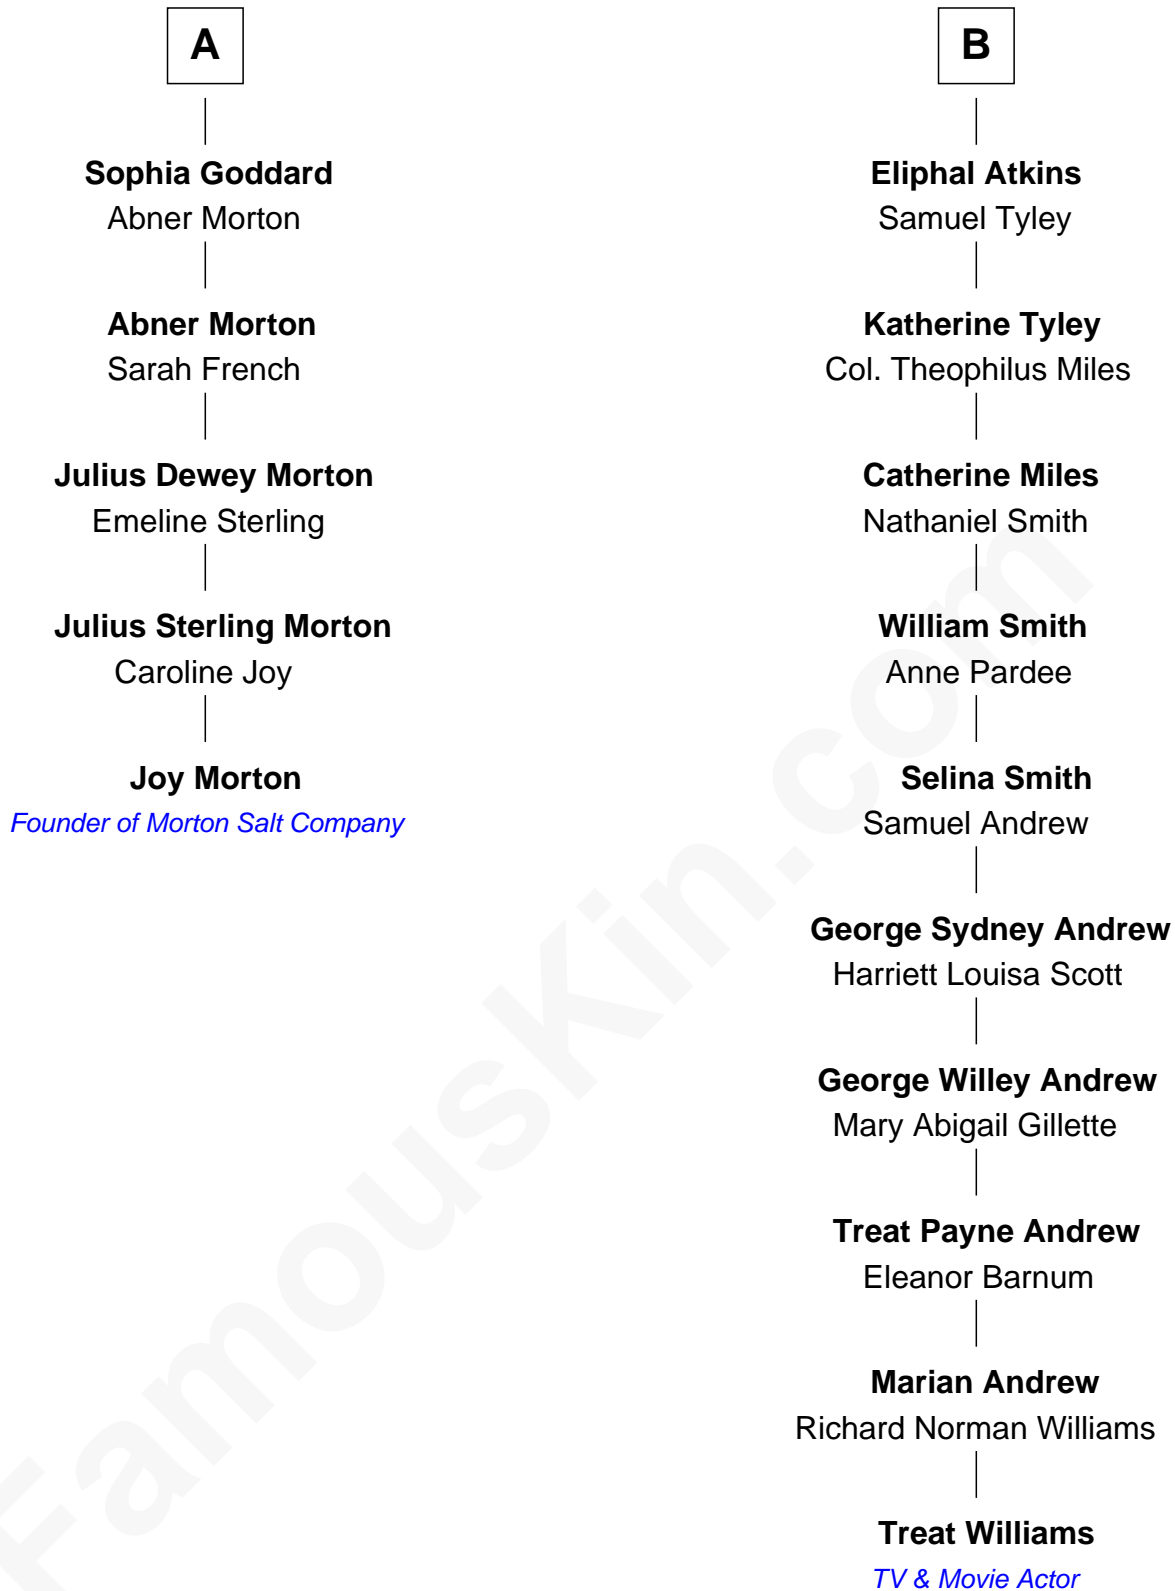 A
Sophia Goddard
Abner Morton
Abner Morton
Sarah French
Julius Dewey Morton
Emeline Sterling
Julius Sterling Morton
Caroline Joy
Joy Morton
Founder of Morton Salt Company
B
Eliphal Atkins
Samuel Tyley
Katherine Tyley
Col. Theophilus Miles
Catherine Miles
Nathaniel Smith
William Smith
Anne Pardee
Selina Smith
Samuel Andrew
George Sydney Andrew
Harriett Louisa Scott
George Willey Andrew
Mary Abigail Gillette
Treat Payne Andrew
Eleanor Barnum
Marian Andrew
Richard Norman Williams
Treat Williams
TV & Movie Actor
FamousKin.com